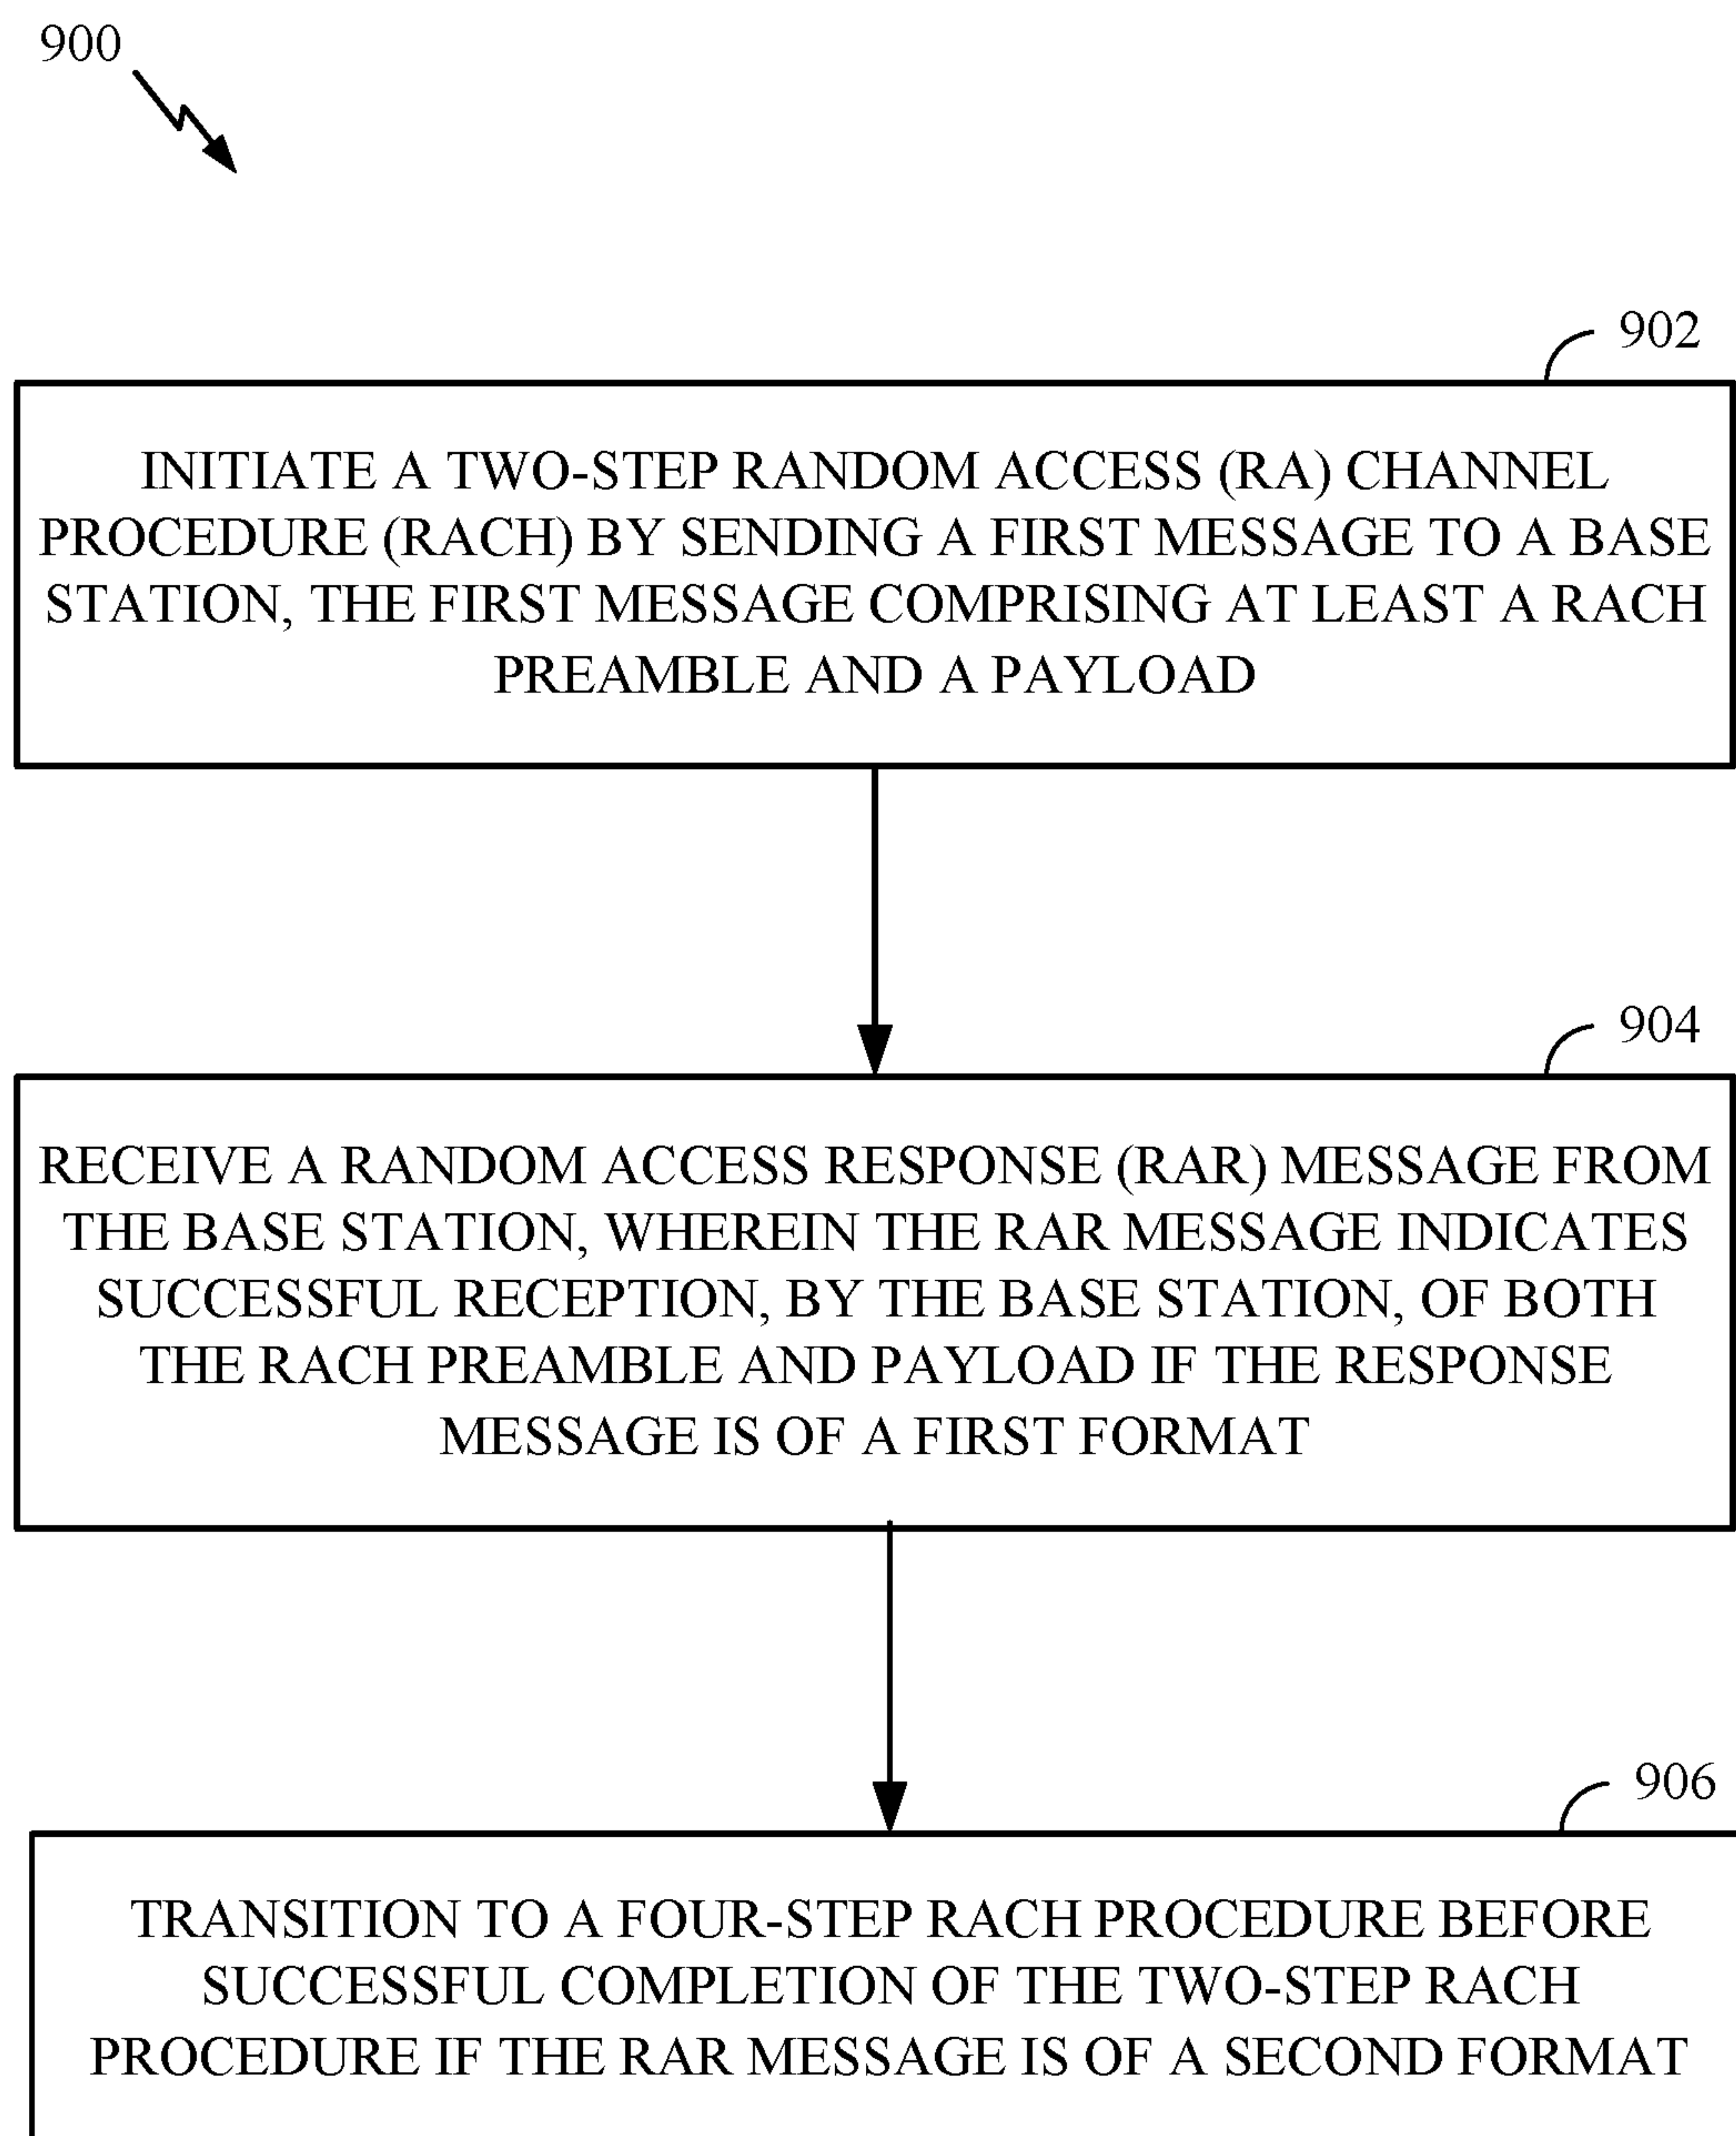 900
902
INITIATE A TWO-STEP RANDOM ACCESS (RA) CHANNEL
PROCEDURE (RACH) BY SENDING A FIRST MESSAGE TO A BASE
STATION, THE FIRST MESSAGE COMPRISING AT LEAST A RACH
PREAMBLE AND A PAYLOAD
904
RECEIVE A RANDOM ACCESS RESPONSE (RAR) MESSAGE FROM
THE BASE STATION, WHEREIN THE RAR MESSAGE INDICATES
SUCCESSFUL RECEPTION, BY THE BASE STATION, OF BOTH
THE RACH PREAMBLE AND PAYLOAD IF THE RESPONSE
MESSAGE IS OF A FIRST FORMAT
906
TRANSITION TO A FOUR-STEP RACH PROCEDURE BEFORE
SUCCESSFUL COMPLETION OF THE TWO-STEP RACH
PROCEDURE IF THE RAR MESSAGE IS OF A SECOND FORMAT